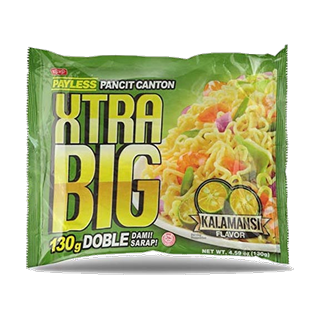 PAYLESS PANCIT CANTON
XTRA
BIG
130g DOBLE DAMI!
SARAP!
KALAMANSI
FLAVOR
NET WT. 4.59 oz (130g)